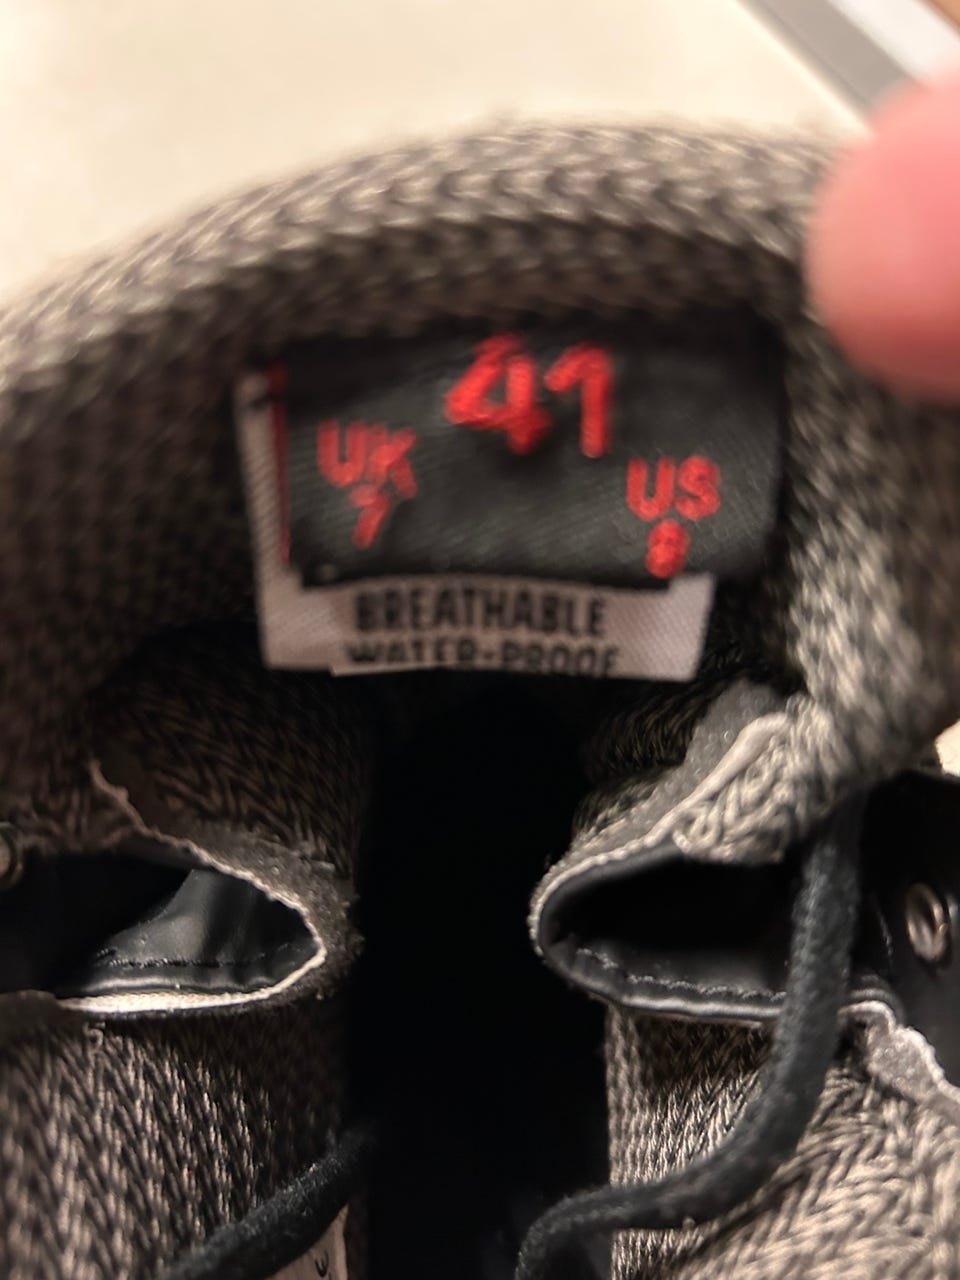 41
UK
7
US
8
BREATHABLE
WATER-PROOF